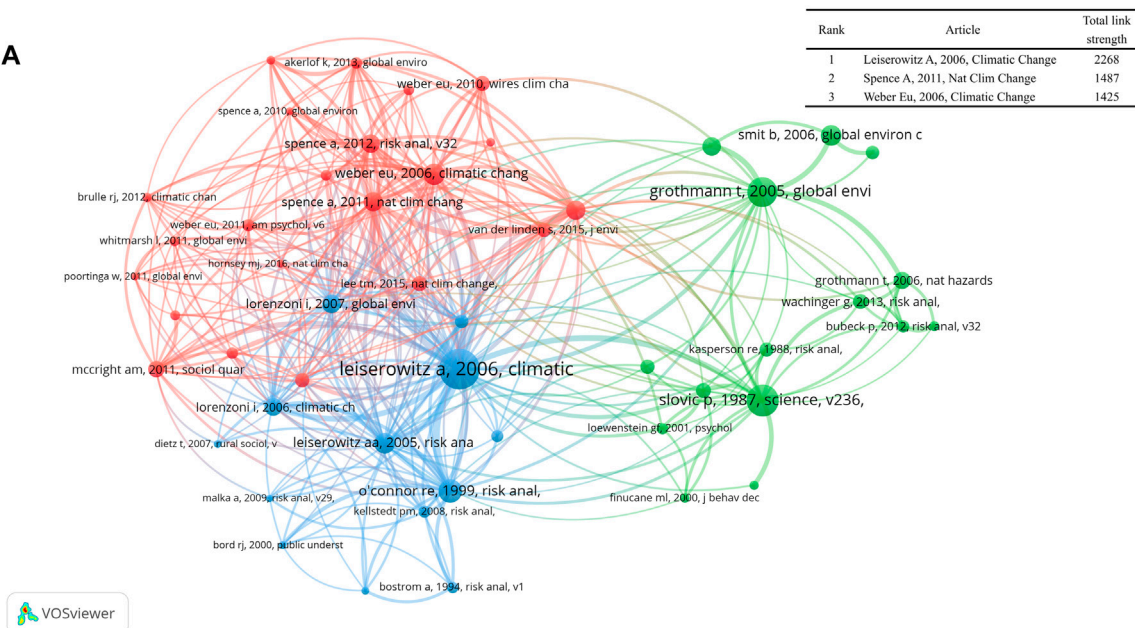 A
Rank Article Total link strength
1 Leiserowitz A, 2006, Climatic Change 2268
2 Spence A, 2011, Nat Clim Change 1487
3 Weber Eu, 2006, Climatic Change 1425
akerlof k, 2013, global enviro
weber eu, 2010, wires clim cha
spence a, 2010, global environ
smit b, 2006, global environ c
spence a, 2012, risk anal, v32
weber eu, 2006, climatic chang
grothmann t, 2005, global envi
brulle rj, 2012, climatic chan
spence a, 2011, nat clim chang
weber eu, 2011, am psychol, v6
van der linden s, 2015, j envi
whitmarsh l, 2011, global envi
hornsey mj, 2016, nat clim cha
poortinga w, 2011, global envi
lee tm, 2015, nat clim change,
grothmann t, 2006, nat hazards
lorenzoni i, 2007, global envi
wachinger g, 2013, risk anal,
bubeck p, 2012, risk anal, v32
kasperson re, 1988, risk anal,
mccright am, 2011, sociol quar
leiserowitz a, 2006, climatic
slovic p, 1987, science, v236,
lorenzoni i, 2006, climatic ch
loewenstein gf, 2001, psychol
dietz t, 2007, rural sociol, v
leiserowitz aa, 2005, risk ana
malka a, 2009, risk anal, v29,
o'connor re, 1999, risk anal,
finucane ml, 2000, j behav dec
kellstedt pm, 2008, risk anal,
bord rj, 2000, public underst
bostrom a, 1994, risk anal, v1
VOSviewer